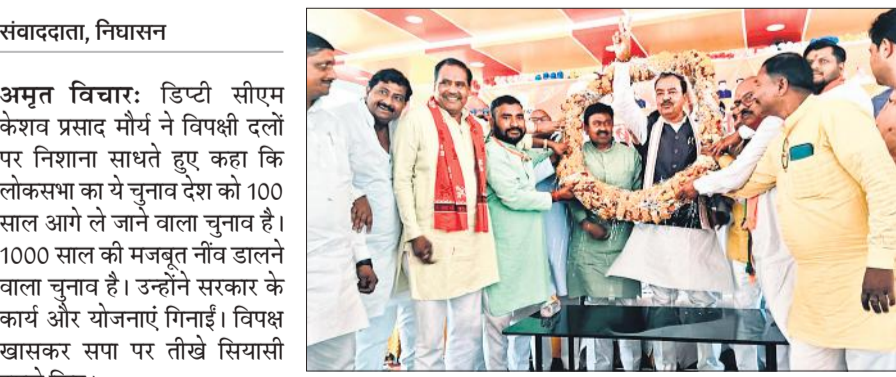 संवाददाता, निघासन
अमृत विचारः डिप्टी सीएम
केशव प्रसाद मौर्य ने विपक्षी दलों
पर निशाना साधते हुए कहा कि
लोकसभा का ये चुनाव देश को 100
साल आगे ले जाने वाला चुनाव है।
1000 साल की मजबूत नींव डालने
वाला चुनाव है। उन्होंने सरकार के
कार्य और योजनाएं गिनाईं। विपक्ष
खासकर सपा पर तीखे सियासी